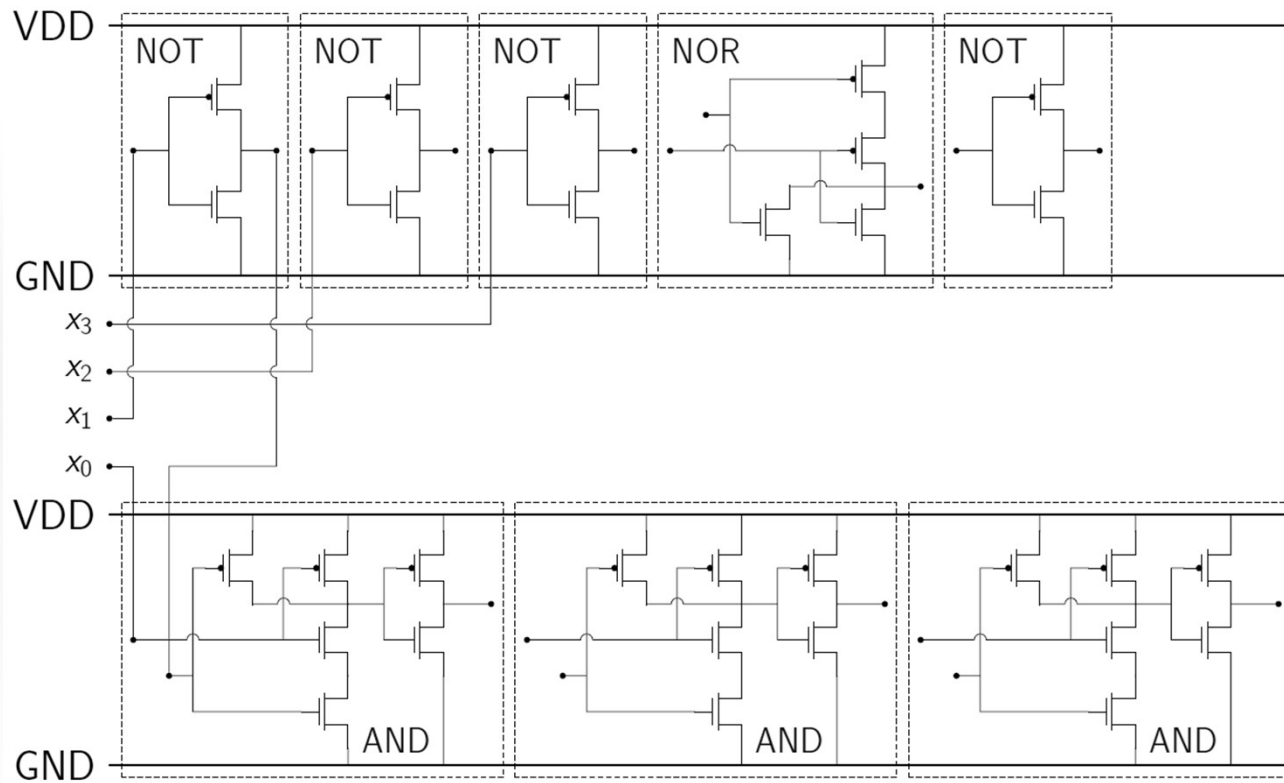 VDD
NOT NOT NOT NOR NOT
GND
x3
x2
x1
x0
VDD
AND AND AND
GND